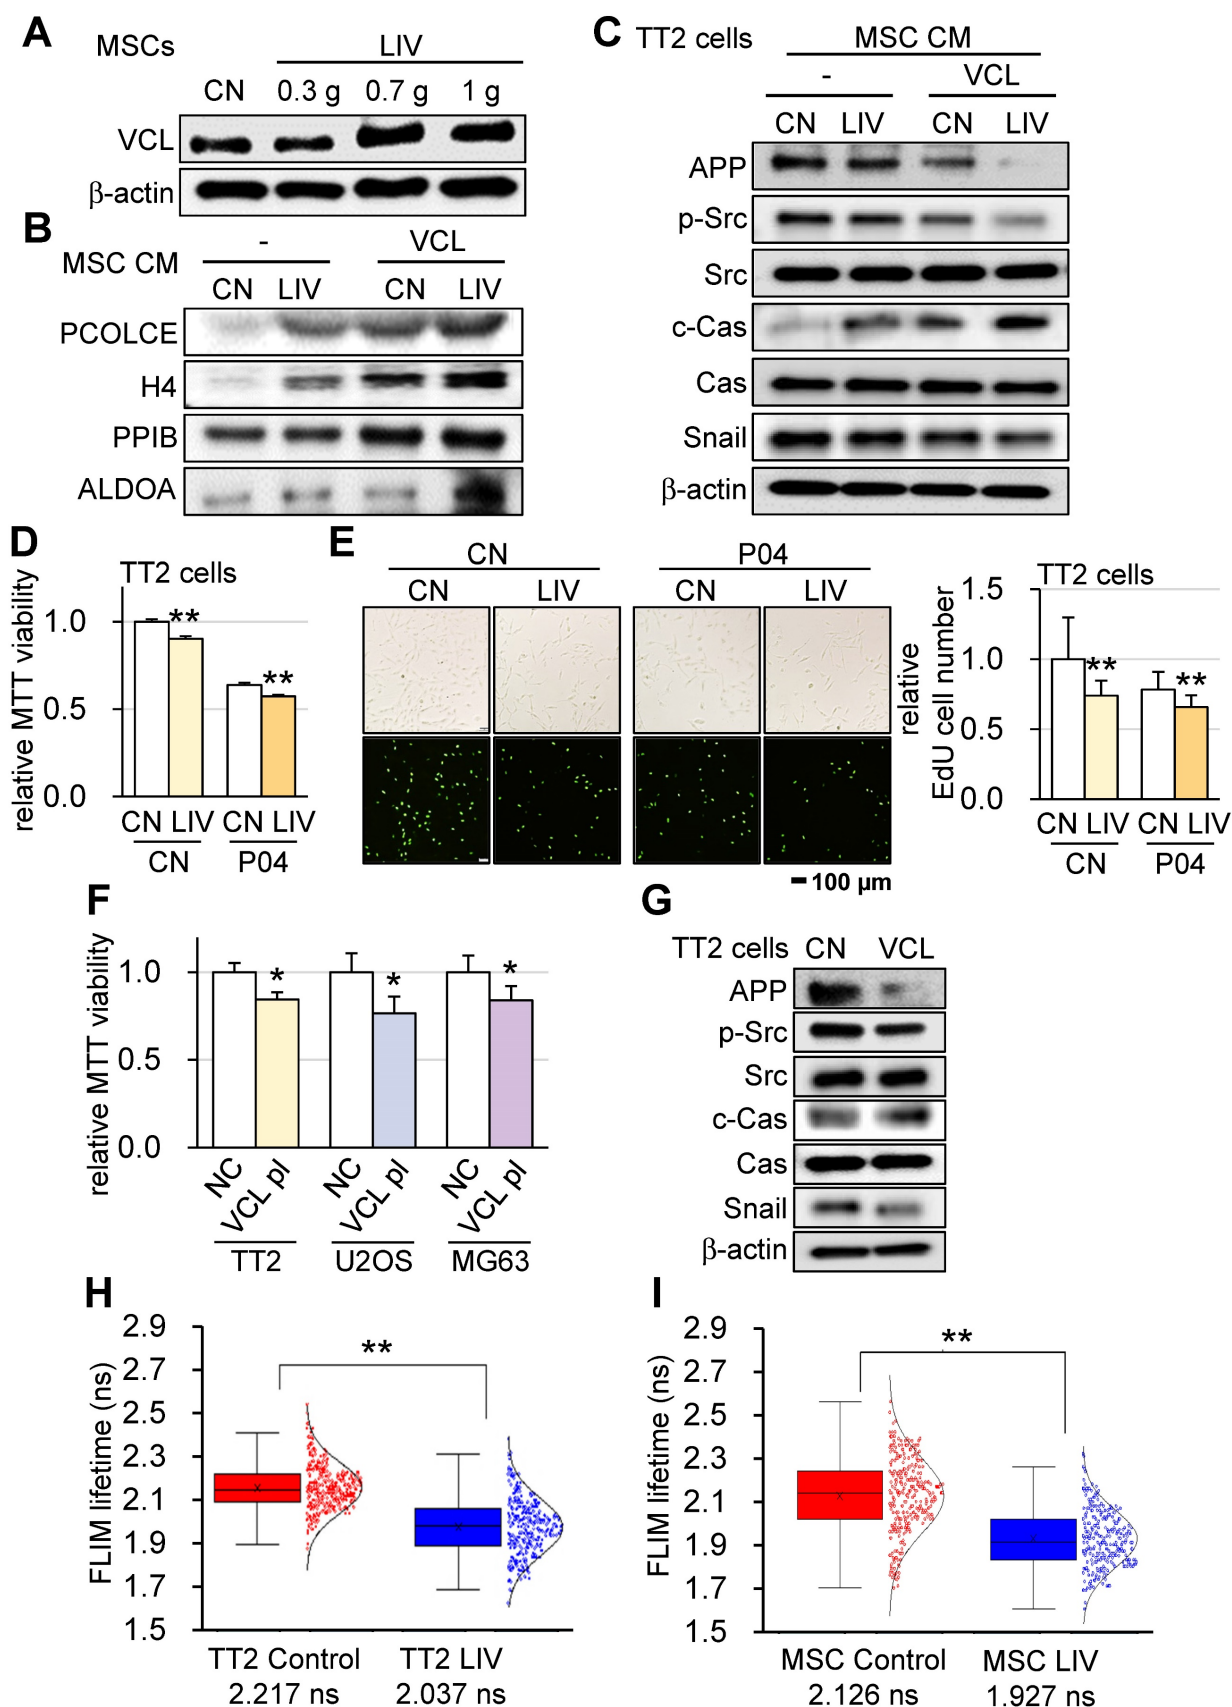 A
MSCs
LIV
CN
0.3 g
0.7 g
1 g
VCL
β-actin
B
MSC CM
-
VCL
CN
LIV
CN
LIV
PCOLCE
H4
PPIB
ALDOA
C
TT2 cells
MSC CM
-
VCL
CN
LIV
CN
LIV
APP
p-Src
Src
c-Cas
Cas
Snail
β-actin
D
TT2 cells
relative MTT viability
1.0
0.5
0.0
**
**
CN LIV
CN LIV
CN
P04
E
CN
P04
CN
LIV
CN
LIV
100 µm
TT2 cells
relative
EdU cell number
1.5
1.0
0.5
0.0
**
**
CN LIV
CN LIV
CN
P04
F
relative MTT viability
1.0
0.5
0.0
*
*
*
NC
VCL pl
NC
VCL pl
NC
VCL pl
TT2
U2OS
MG63
G
TT2 cells
CN
VCL
APP
p-Src
Src
c-Cas
Cas
Snail
β-actin
H
FLIM lifetime (ns)
2.9
2.7
2.5
2.3
2.1
1.9
1.7
1.5
**
TT2 Control
TT2 LIV
2.217 ns
2.037 ns
I
FLIM lifetime (ns)
2.9
2.7
2.5
2.3
2.1
1.9
1.7
1.5
**
MSC Control
MSC LIV
2.126 ns
1.927 ns